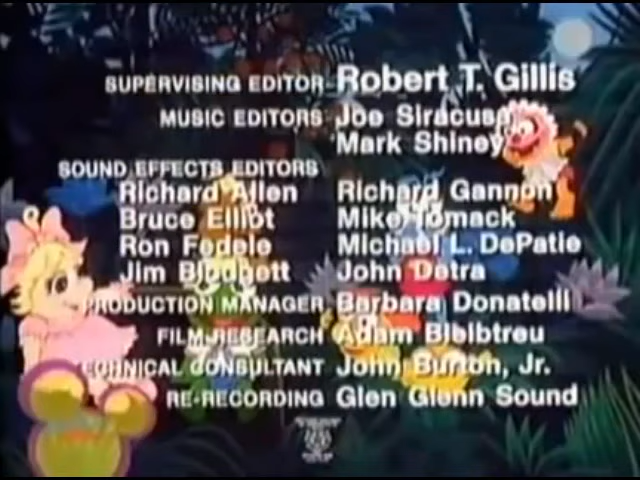 SUPERVISING EDITOR Robert T. Gillis
MUSIC EDITORS Joe Siracusa
Mark Shiney
SOUND EFFECTS EDITORS
Richard Allen Richard Gannon
Bruce Elliot Mike Tomack
Ron Fedele Michael L. DePatie
Jim Blodgett John Detra
PRODUCTION MANAGER Barbara Donatelli
FILM RESEARCH Adam Bleibtreu
TECHNICAL CONSULTANT John Burton, Jr.
RE-RECORDING Glen Glenn Sound